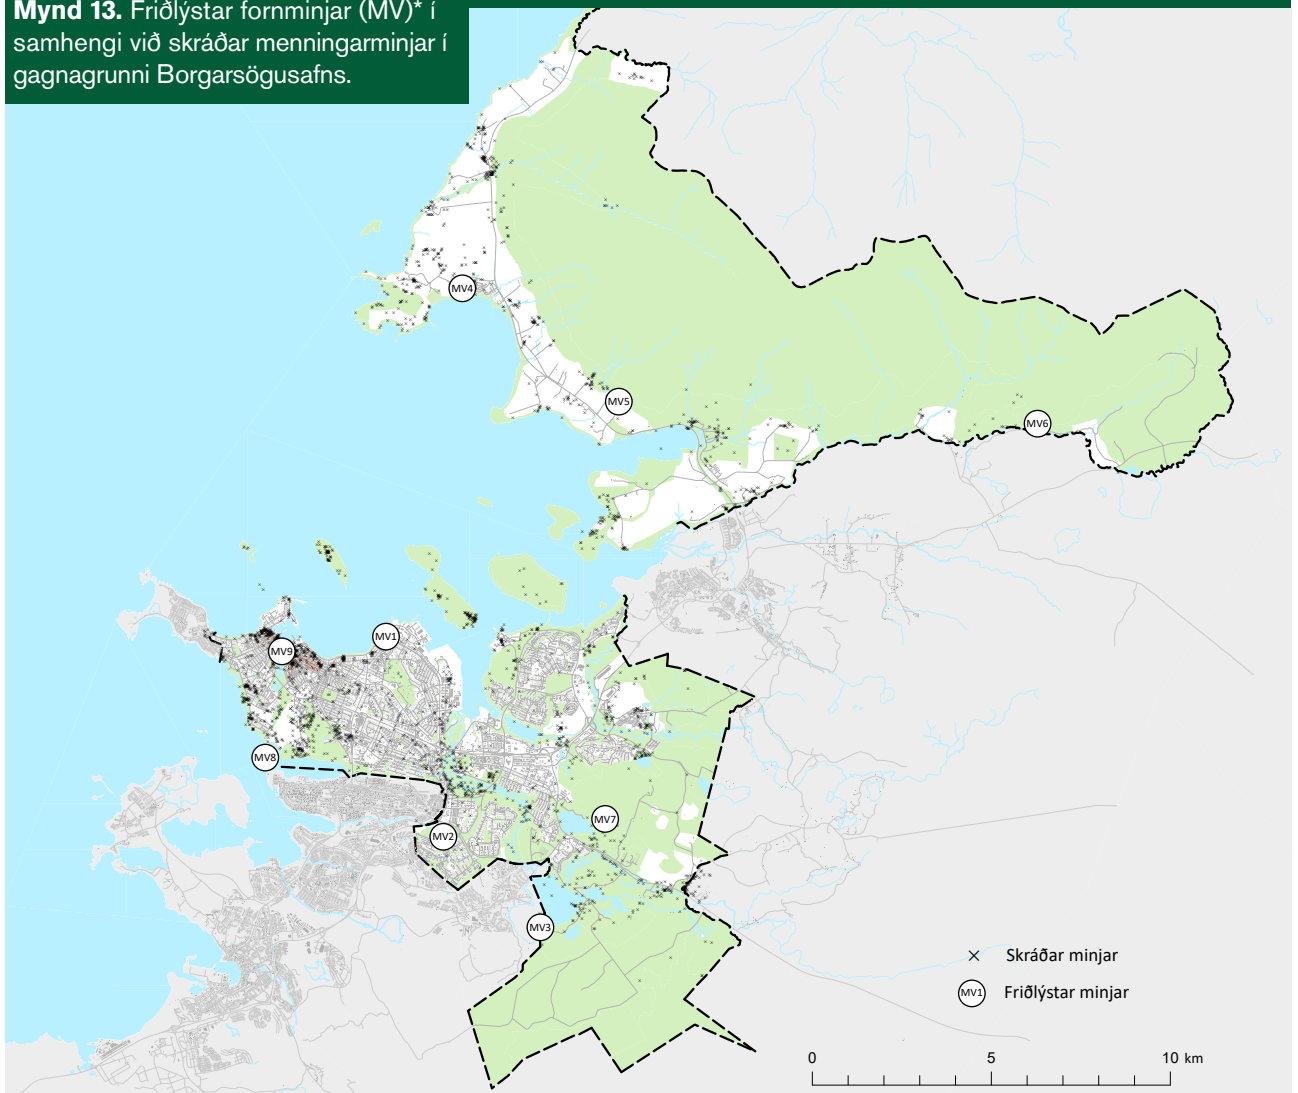 Mynd 13. Friðlýstar fornminjar (MV)* í
samhengi við skráðar menningarminjar í
gagnagrunni Borgarsögusafns.
MV4
MV5
MV6
MV1
MV9
MV8
MV7
MV2
MV3
× Skráðar minjar
MV1 Friðlýstar minjar
0 5 10 km